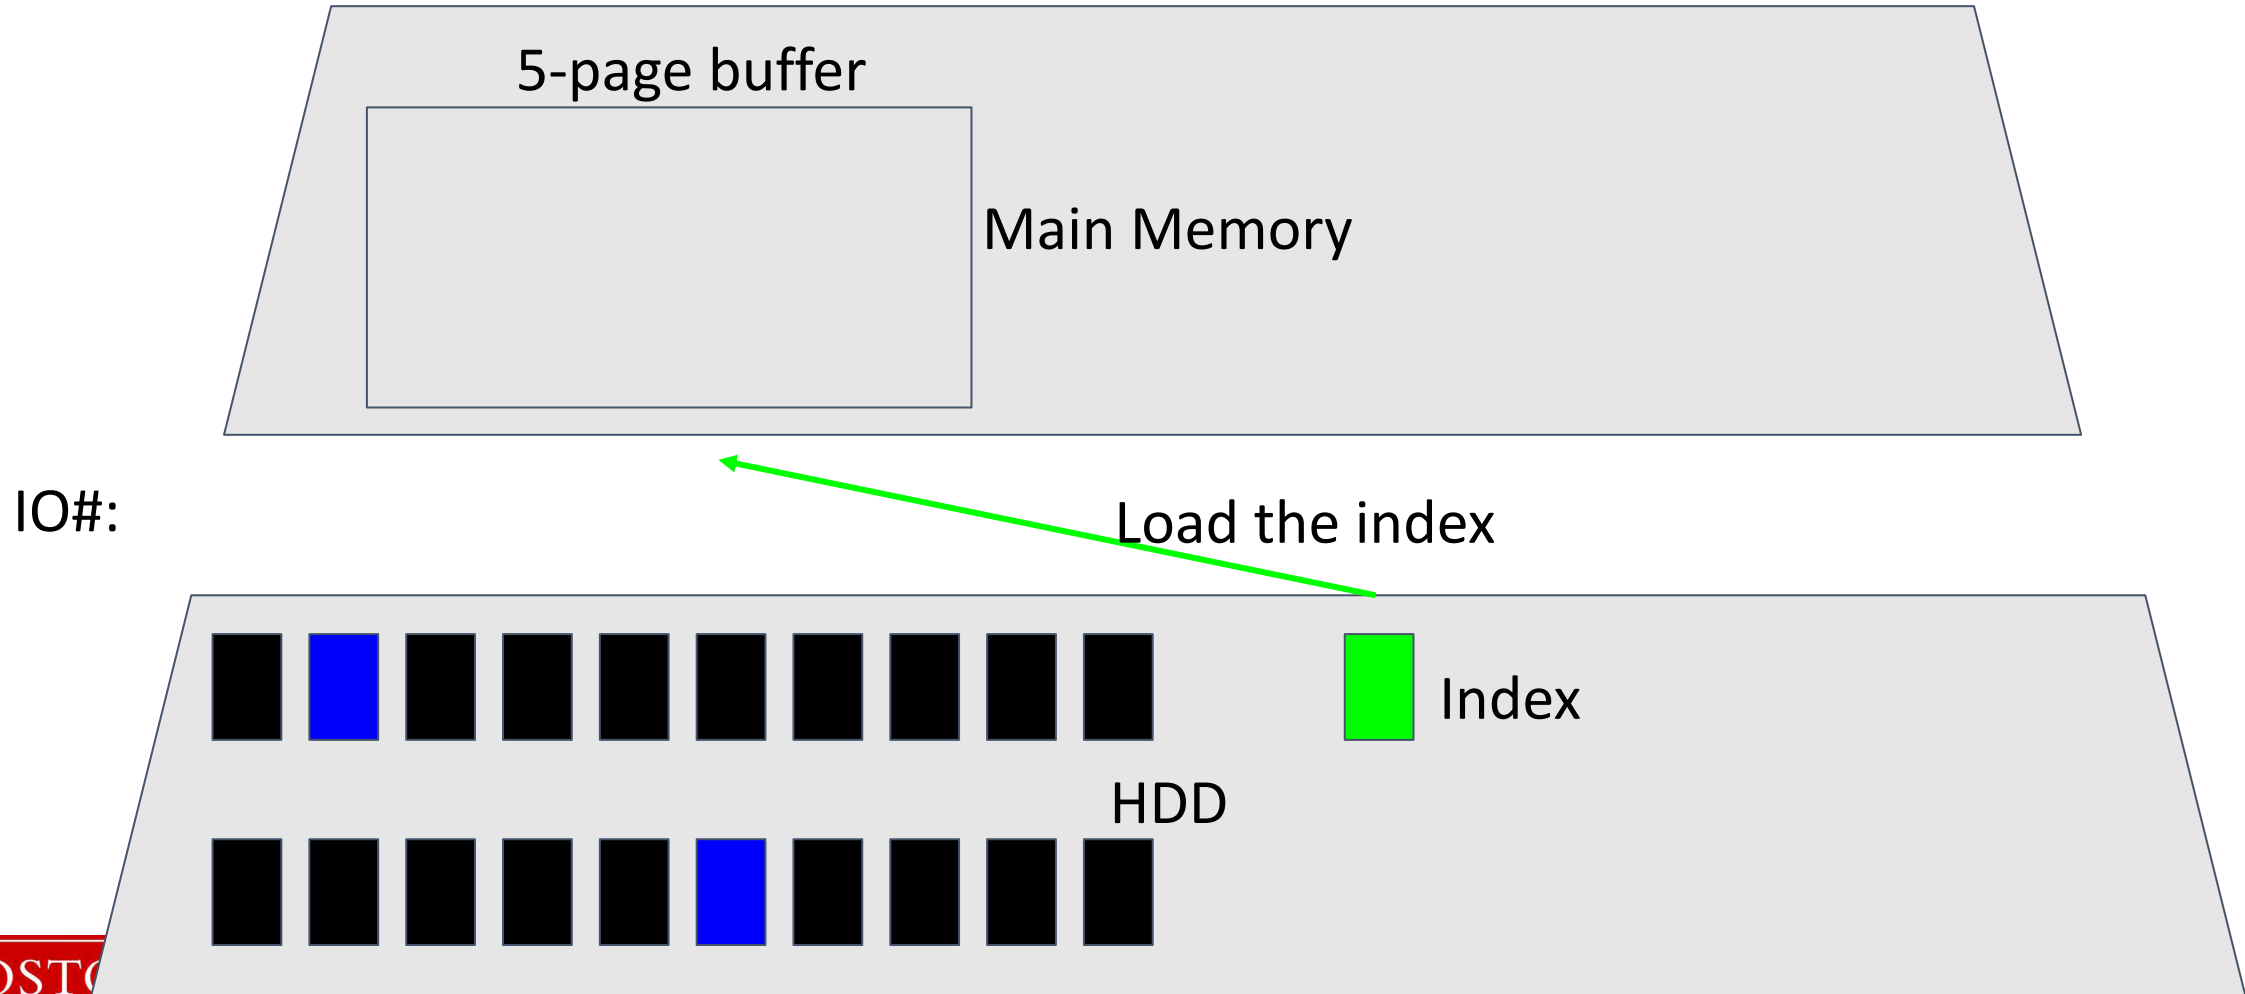 5-page buffer
Main Memory
IO#:
Load the index
Index
HDD